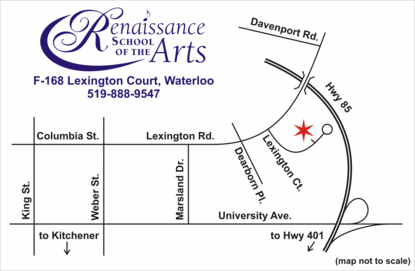 Renaissance
SCHOOL
OF THE
Arts
F-168 Lexington Court, Waterloo
519-888-9547
Davenport Rd.
Hwy 85
Columbia St.
Lexington Rd.
Lexington Ct.
Dearborn Pl.
King St.
Weber St.
Marsland Dr.
University Ave.
to Kitchener
to Hwy 401
(map not to scale)